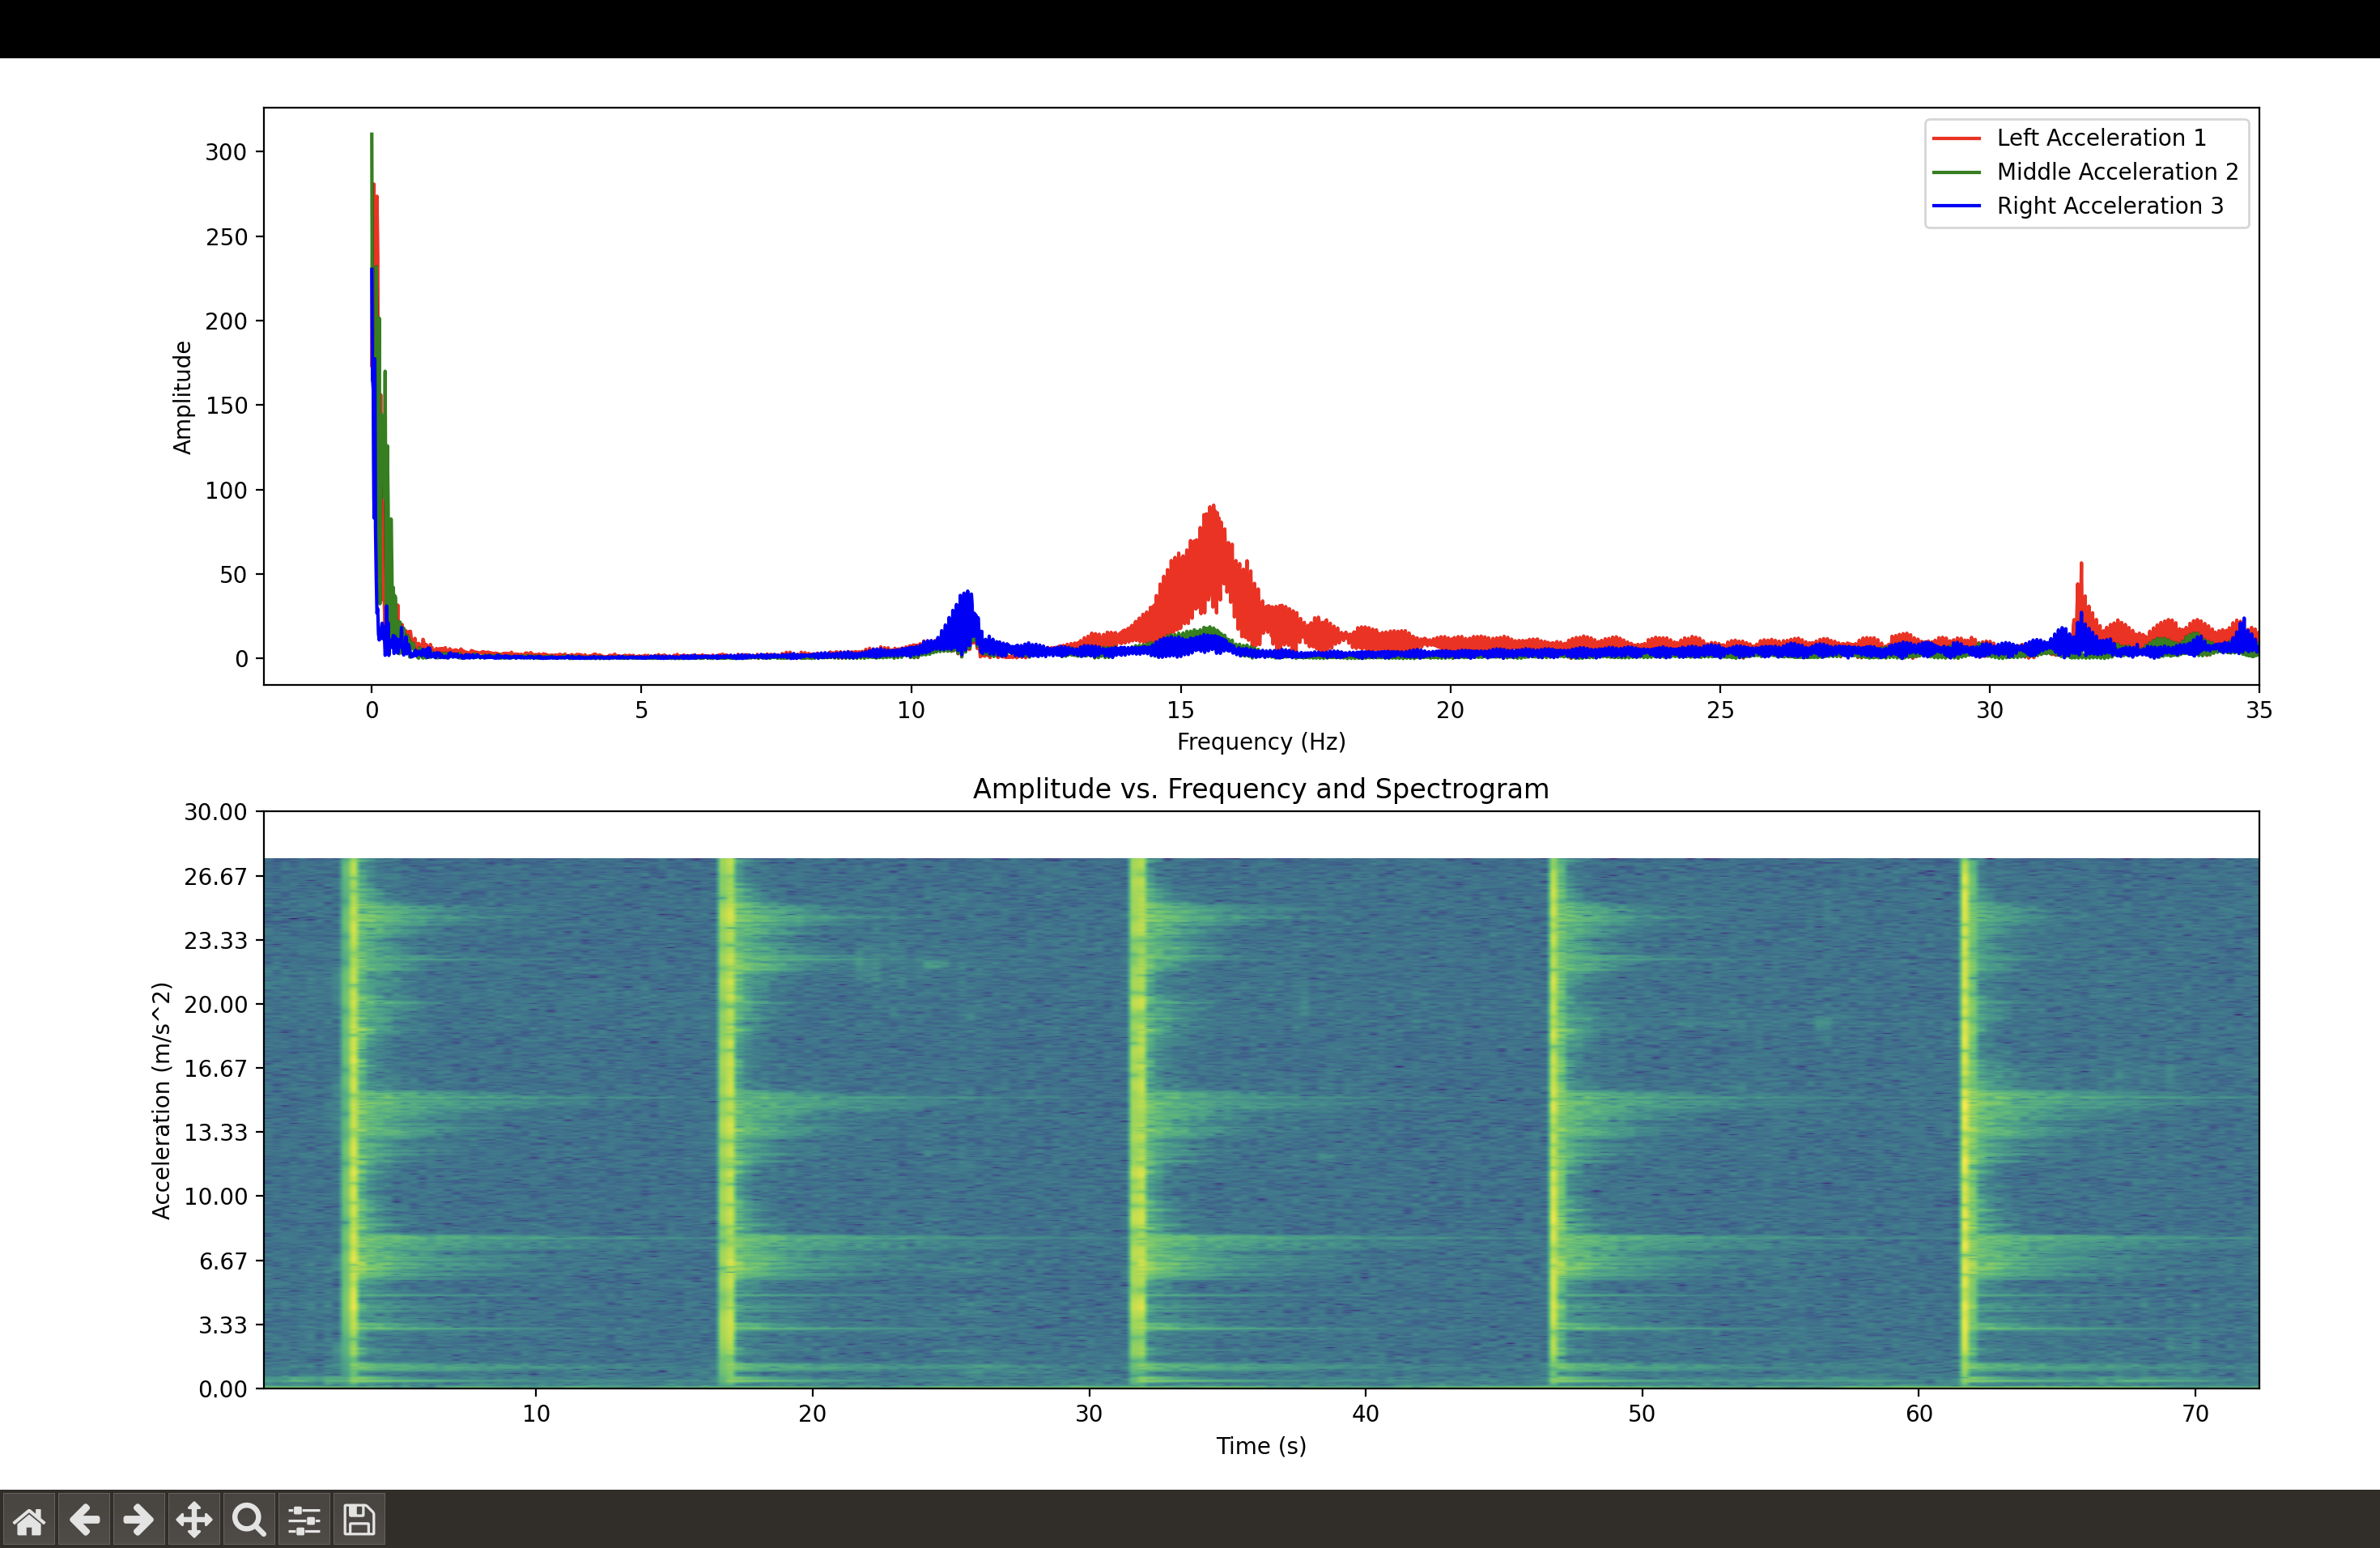 Left Acceleration 1
Middle Acceleration 2
Right Acceleration 3
300
250
200
150
100
50
0
Amplitude
0 5 10 15 20 25 30 35
Frequency (Hz)
Amplitude vs. Frequency and Spectrogram
30.00
26.67
23.33
20.00
16.67
13.33
10.00
6.67
3.33
0.00
Acceleration (m/s^2)
10 20 30 40 50 60 70
Time (s)